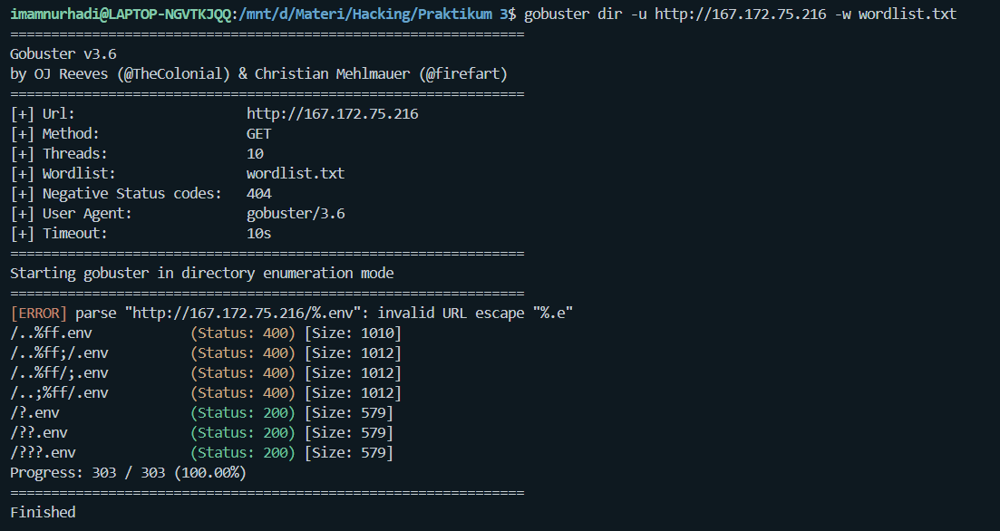 imamnurhadi@LAPTOP-NGVTKJQQ:/mnt/d/Materi/Hacking/Praktikum 3$ gobuster dir -u http://167.172.75.216 -w wordlist.txt
===============================================================
Gobuster v3.6
by OJ Reeves (@TheColonial) & Christian Mehlmauer (@firefart)
===============================================================
[+] Url:                     http://167.172.75.216
[+] Method:                  GET
[+] Threads:                 10
[+] Wordlist:                wordlist.txt
[+] Negative Status codes:   404
[+] User Agent:              gobuster/3.6
[+] Timeout:                 10s
===============================================================
Starting gobuster in directory enumeration mode
===============================================================
[ERROR] parse "http://167.172.75.216/%.env": invalid URL escape "%.e"
/..%ff.env            (Status: 400) [Size: 1010]
/..%ff;/.env          (Status: 400) [Size: 1012]
/..%ff/;.env          (Status: 400) [Size: 1012]
/..;%ff/.env          (Status: 400) [Size: 1012]
/?.env                (Status: 200) [Size: 579]
/??.env               (Status: 200) [Size: 579]
/???.env              (Status: 200) [Size: 579]
Progress: 303 / 303 (100.00%)
===============================================================
Finished